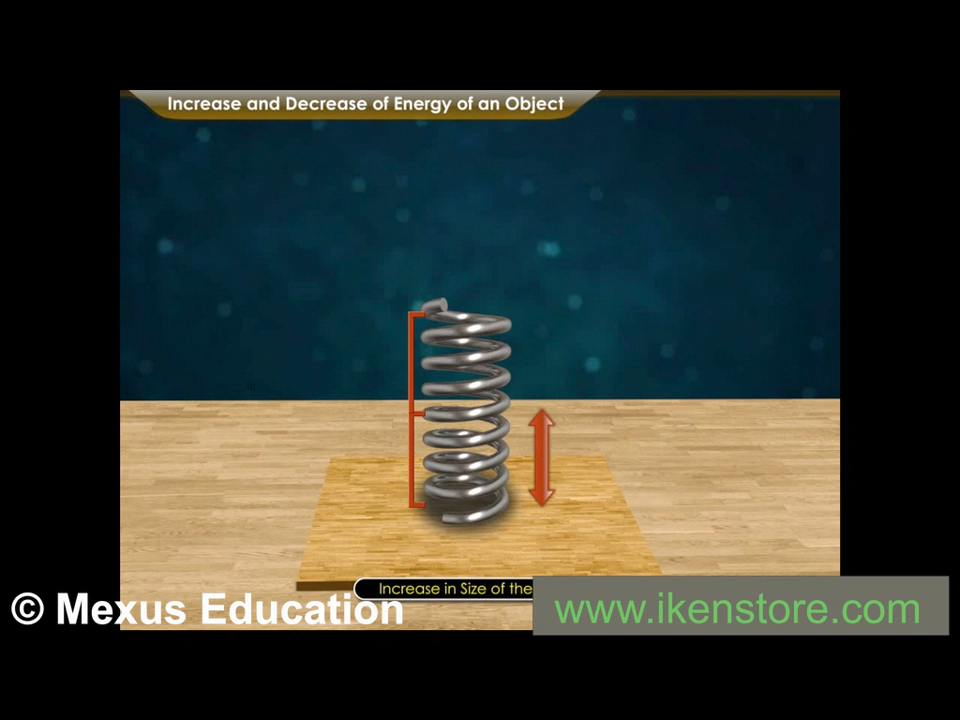 Increase and Decrease of Energy of an Object
Increase in Size of the
© Mexus Education
www.ikenstore.com